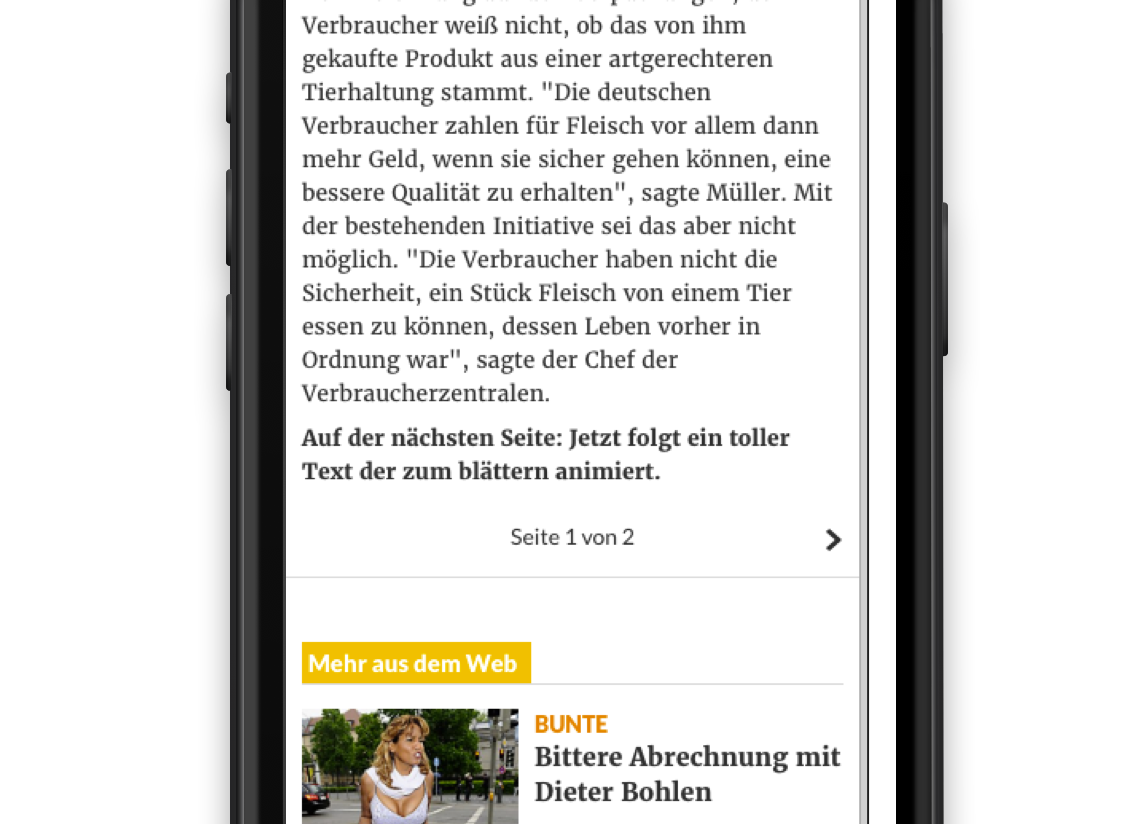 Verbraucher weiß nicht, ob das von ihm
gekaufte Produkt aus einer artgerechteren
Tierhaltung stammt. "Die deutschen
Verbraucher zahlen für Fleisch vor allem dann
mehr Geld, wenn sie sicher gehen können, eine
bessere Qualität zu erhalten", sagte Müller. Mit
der bestehenden Initiative sei das aber nicht
möglich. "Die Verbraucher haben nicht die
Sicherheit, ein Stück Fleisch von einem Tier
essen zu können, dessen Leben vorher in
Ordnung war", sagte der Chef der
Verbraucherzentralen.
Auf der nächsten Seite: Jetzt folgt ein toller
Text der zum blättern animiert.
Seite 1 von 2
Mehr aus dem Web
BUNTE
Bittere Abrechnung mit
Dieter Bohlen